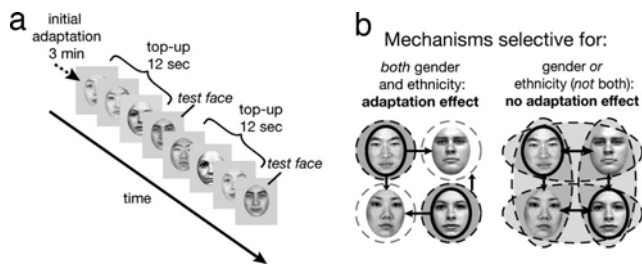 a
initial
adaptation
3 min
top-up
12 sec
test face
top-up
12 sec
test face
time
b
Mechanisms selective for:
both gender
and ethnicity:
adaptation effect
gender or
ethnicity (not both):
no adaptation effect